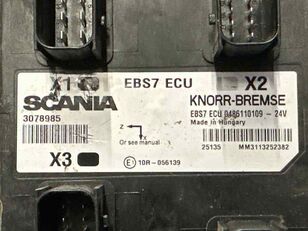 X1 EBS7 ECU X2
SCANIA KNORR-BREMSE
3078985 EBS7 ECU 0486110109 - 24V
Made in Hungary
Z
X
Or see manual
X3 E1 10R - 056139
25135 MM3113252382